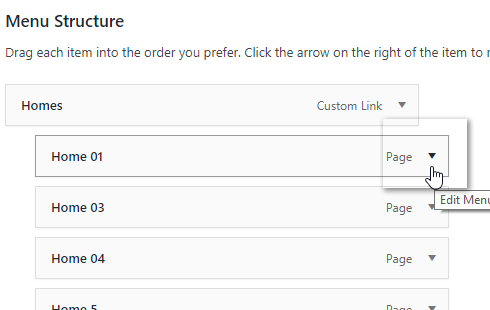 Menu Structure
Drag each item into the order you prefer. Click the arrow on the right of the item to
Homes Custom Link
Home 01 Page
Edit Menu
Home 03 Page
Home 04 Page
Home 5 Page